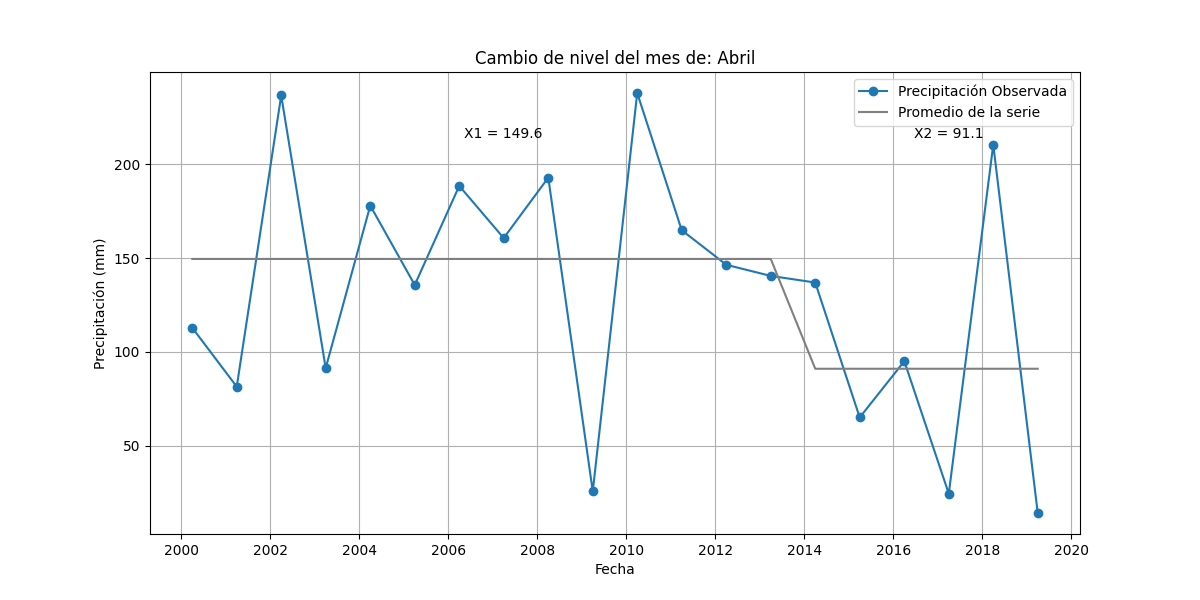 Cambio de nivel del mes de: Abril
Precipitación Observada
Promedio de la serie
X1 = 149.6
X2 = 91.1
200
150
100
50
Precipitación (mm)
2000 2002 2004 2006 2008 2010 2012 2014 2016 2018 2020
Fecha